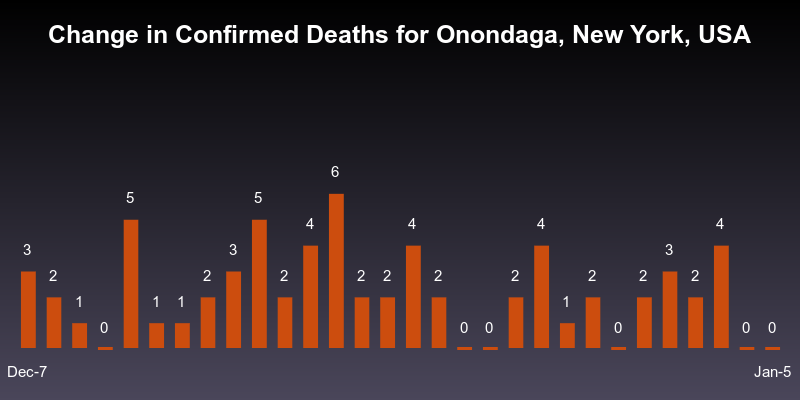 Change in Confirmed Deaths for Onondaga, New York, USA
3 2 1 0 5 1 1 2 3 5 2 4 6 2 2 4 2 0 0 2 4 1 2 0 2 3 2 4 0 0
Dec-7 Jan-5